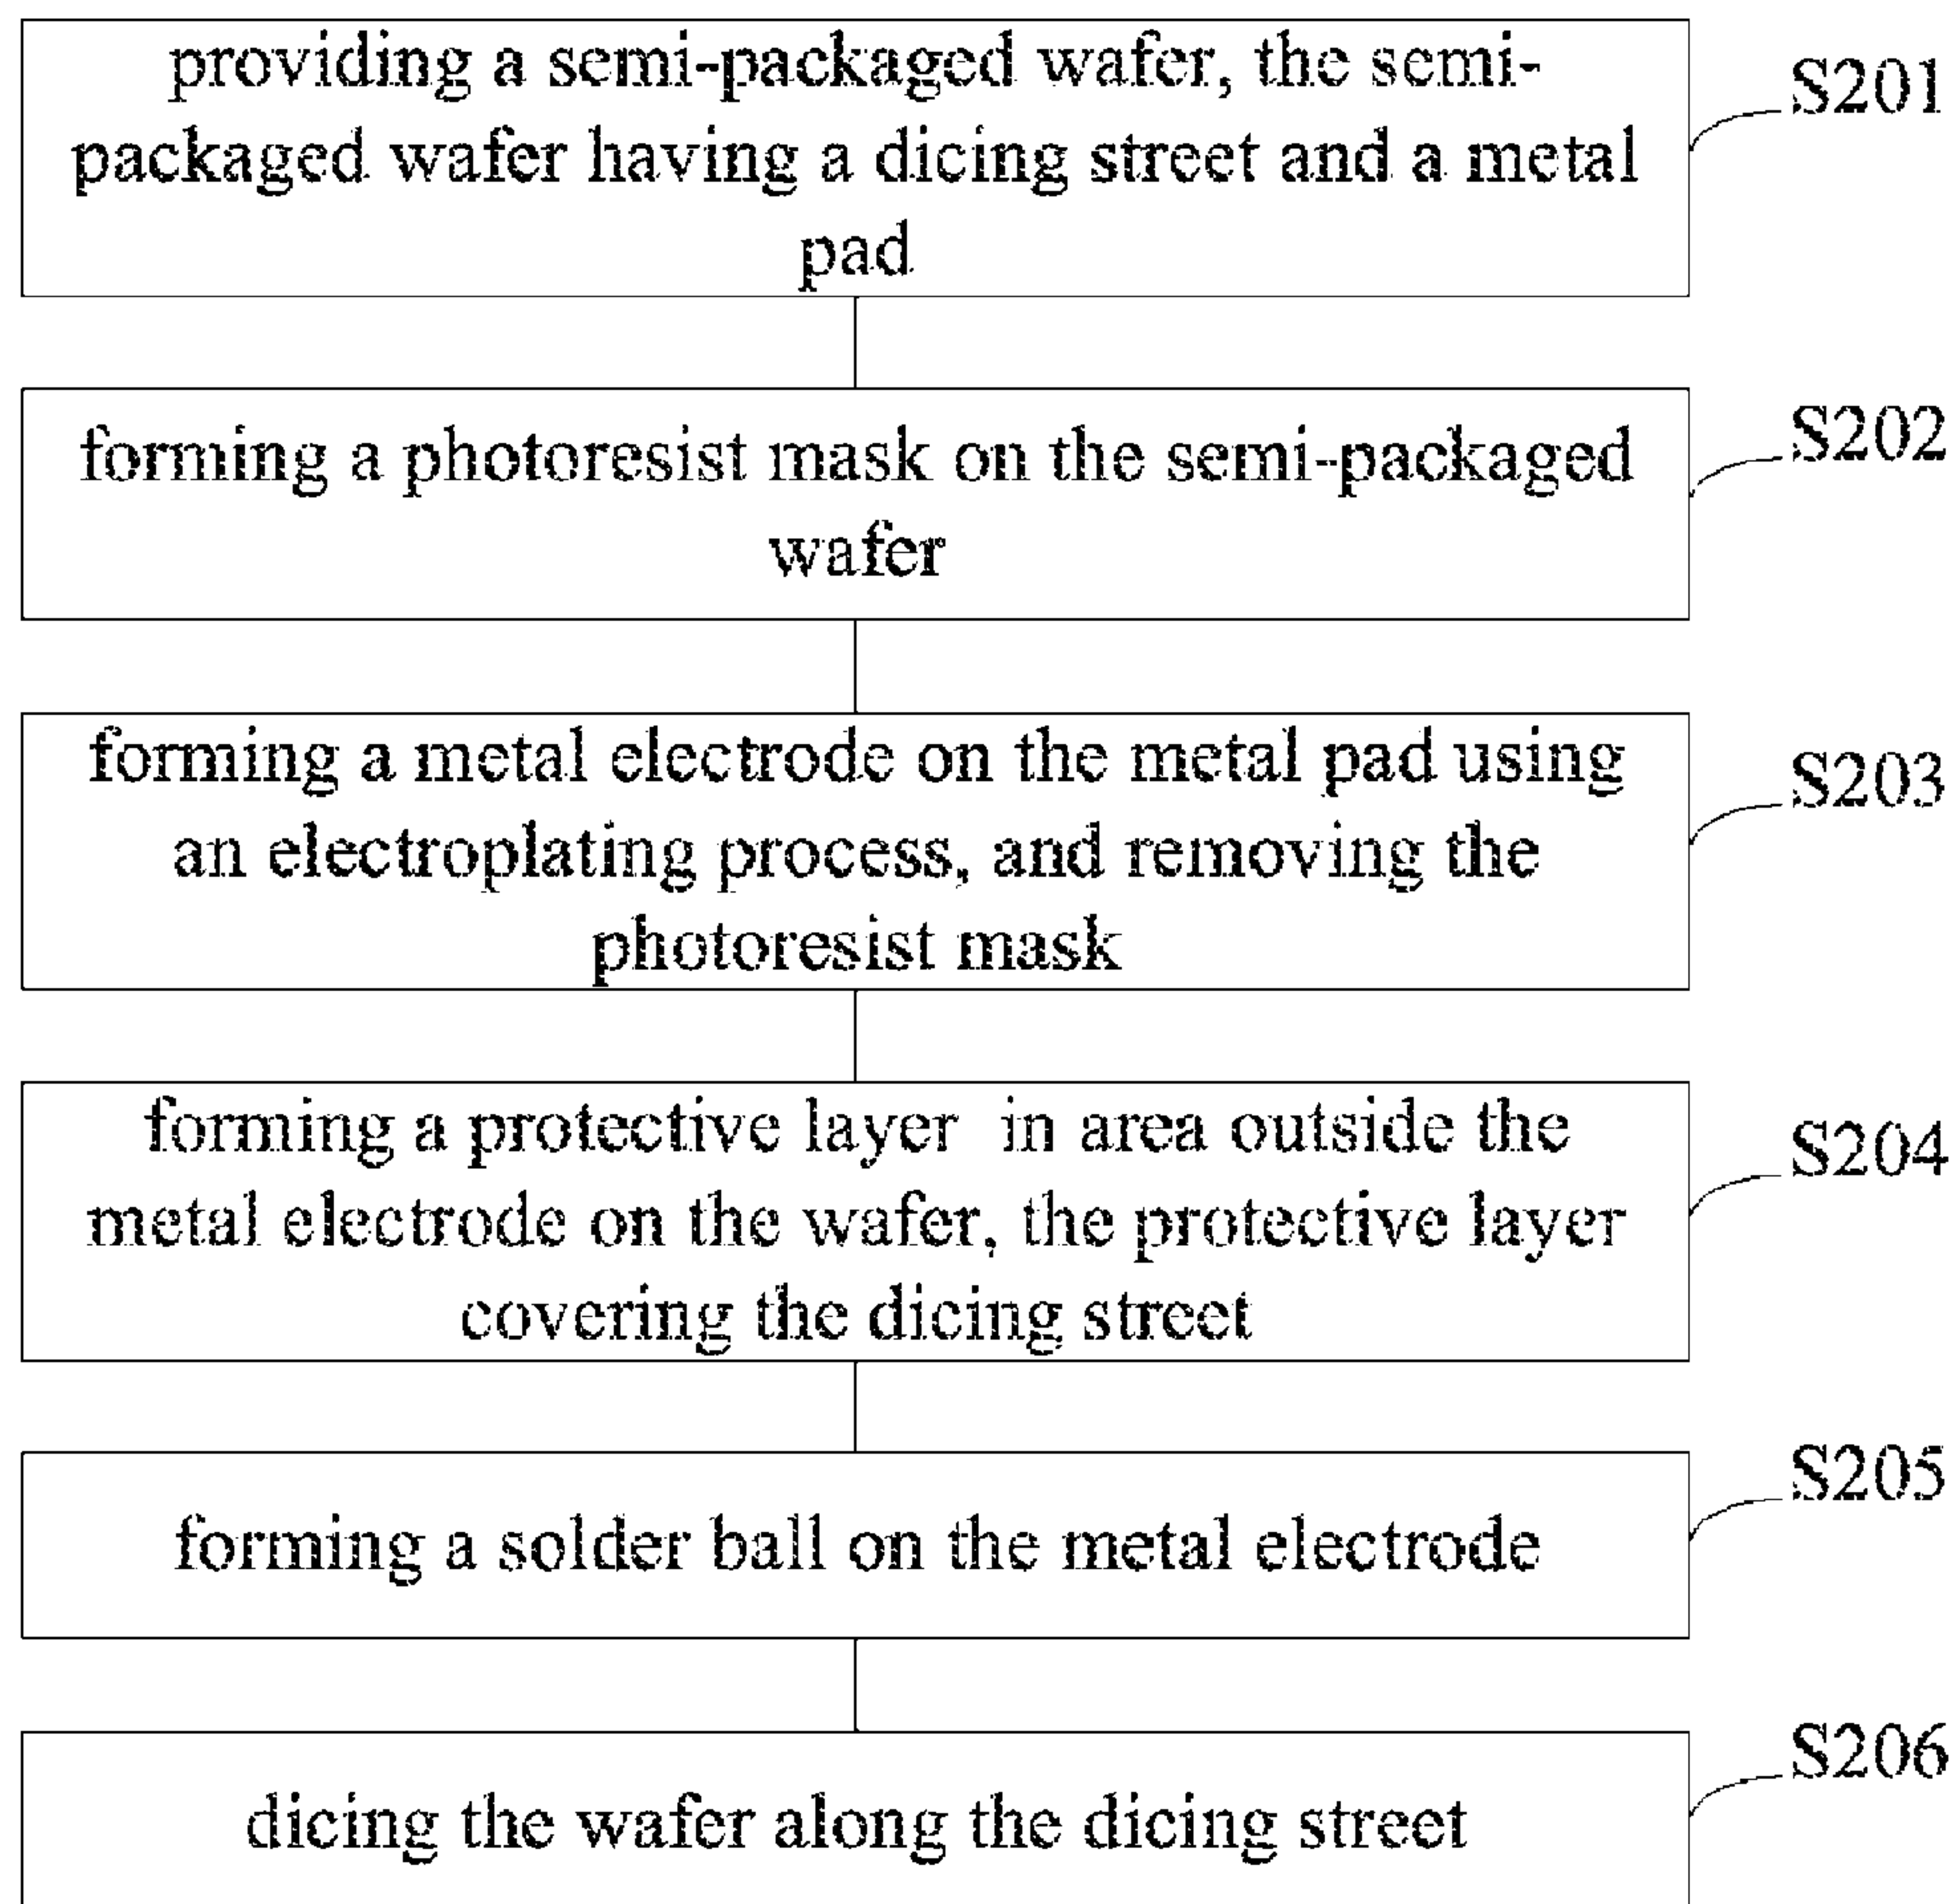 providing a semi-packaged wafer, the semi-
packaged wafer having a dicing street and a metal
pad
S201
forming a photoresist mask on the semi-packaged
wafer
S202
forming a metal electrode on the metal pad using
an electroplating process, and removing the
photoresist mask
S203
forming a protective layer in area outside the
metal electrode on the wafer, the protective layer
covering the dicing street
S204
forming a solder ball on the metal electrode
S205
dicing the wafer along the dicing street
S206